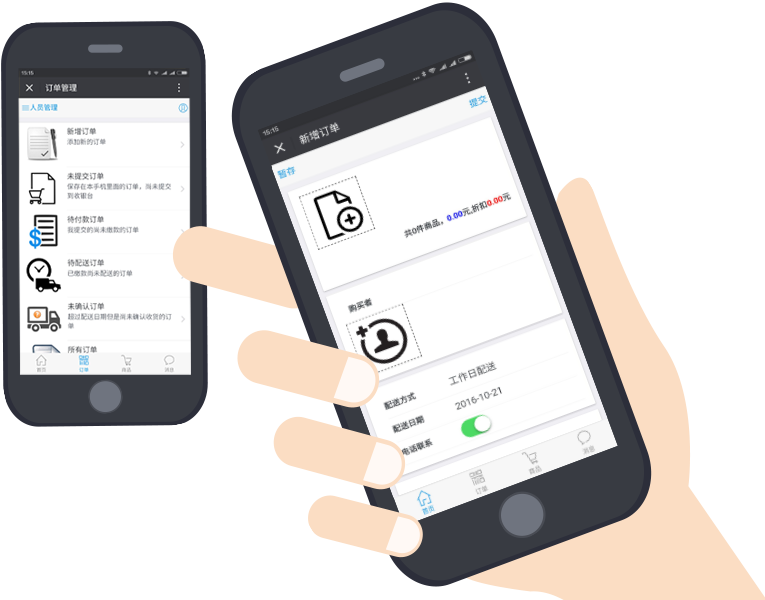 15:15
订单管理
人员管理
新增订单
添加新的订单
未提交订单
保存在本手机里面的订单，尚未提交
到收银台
待付款订单
我提交的尚未缴款的订单
待配送订单
已缴款尚未配送的订单
未确认订单
超过配送日期但是尚未确认收货的订
单
所有订单
首页 订单 商品 消息
15:15
新增订单
暂存 提交
共0件商品，0.00元,折扣0.00元
购买者
配送方式 工作日配送
配送日期 2016-10-21
电话联系
首页 订单 商品 消息